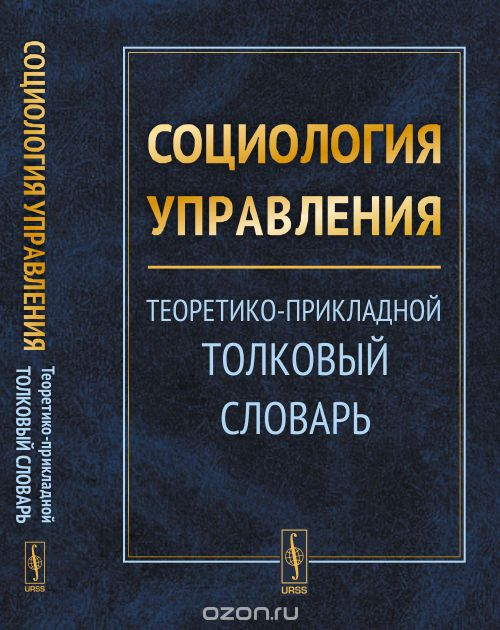 СОЦИОЛОГИЯ УПРАВЛЕНИЯ
Теоретико-прикладной
ТОЛКОВЫЙ СЛОВАРЬ
URSS
СОЦИОЛОГИЯ
УПРАВЛЕНИЯ
ТЕОРЕТИКО-ПРИКЛАДНОЙ
ТОЛКОВЫЙ
СЛОВАРЬ
URSS
ozon.ru